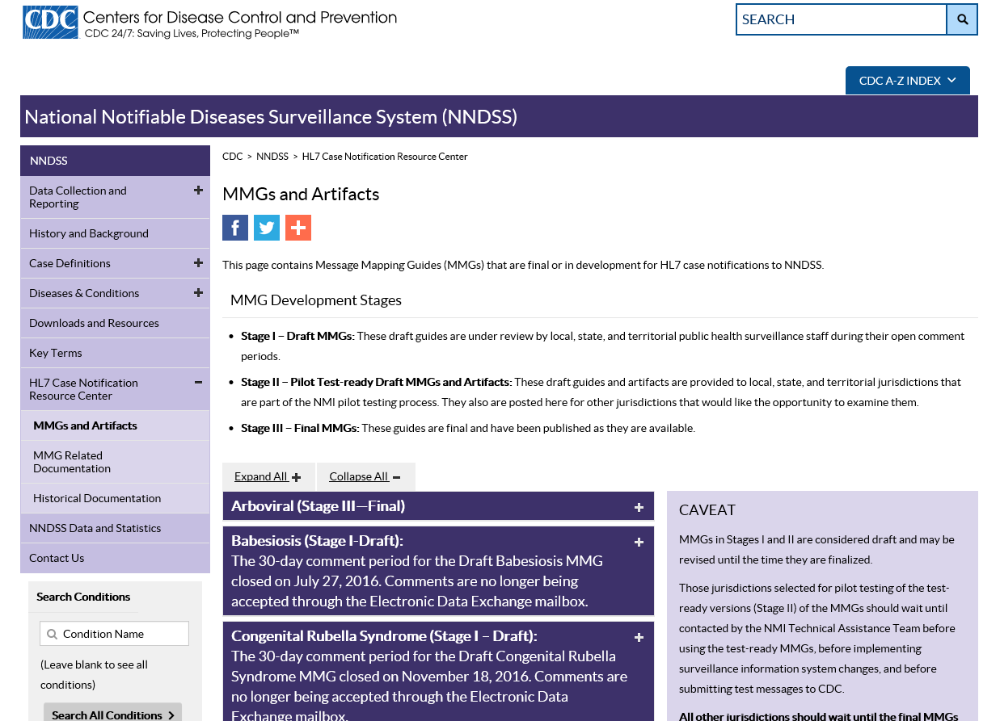 CDC
Centers for Disease Control and Prevention
CDC 24/7: Saving Lives, Protecting People™
SEARCH
CDC A-Z INDEX
National Notifiable Diseases Surveillance System (NNDSS)
NNDSS
Data Collection and
Reporting
History and Background
Case Definitions
Diseases & Conditions
Downloads and Resources
Key Terms
HL7 Case Notification
Resource Center
MMGs and Artifacts
MMG Related
Documentation
Historical Documentation
NNDSS Data and Statistics
Contact Us
Search Conditions
Condition Name
(Leave blank to see all
conditions)
Search All Conditions
CDC > NNDSS > HL7 Case Notification Resource Center
MMGs and Artifacts
This page contains Message Mapping Guides (MMGs) that are final or in development for HL7 case notifications to NNDSS.
MMG Development Stages
• Stage I – Draft MMGs: These draft guides are under review by local, state, and territorial public health surveillance staff during their open comment
periods.
• Stage II – Pilot Test-ready Draft MMGs and Artifacts: These draft guides and artifacts are provided to local, state, and territorial jurisdictions that
are part of the NMI pilot testing process. They also are posted here for other jurisdictions that would like the opportunity to examine them.
• Stage III – Final MMGs: These guides are final and have been published as they are available.
Expand All
Collapse All
Arboviral (Stage III—Final)
Babesiosis (Stage I-Draft):
The 30-day comment period for the Draft Babesiosis MMG
closed on July 27, 2016. Comments are no longer being
accepted through the Electronic Data Exchange mailbox.
Congenital Rubella Syndrome (Stage I – Draft):
The 30-day comment period for the Draft Congenital Rubella
Syndrome MMG closed on November 18, 2016. Comments are
no longer being accepted through the Electronic Data
Exchange mailbox.
CAVEAT
MMGs in Stages I and II are considered draft and may be
revised until the time they are finalized.
Those jurisdictions selected for pilot testing of the test-
ready versions (Stage II) of the MMGs should wait until
contacted by the NMI Technical Assistance Team before
using the test-ready MMGs, before implementing
surveillance information system changes, and before
submitting test messages to CDC.
All other jurisdictions should wait until the final MMGs